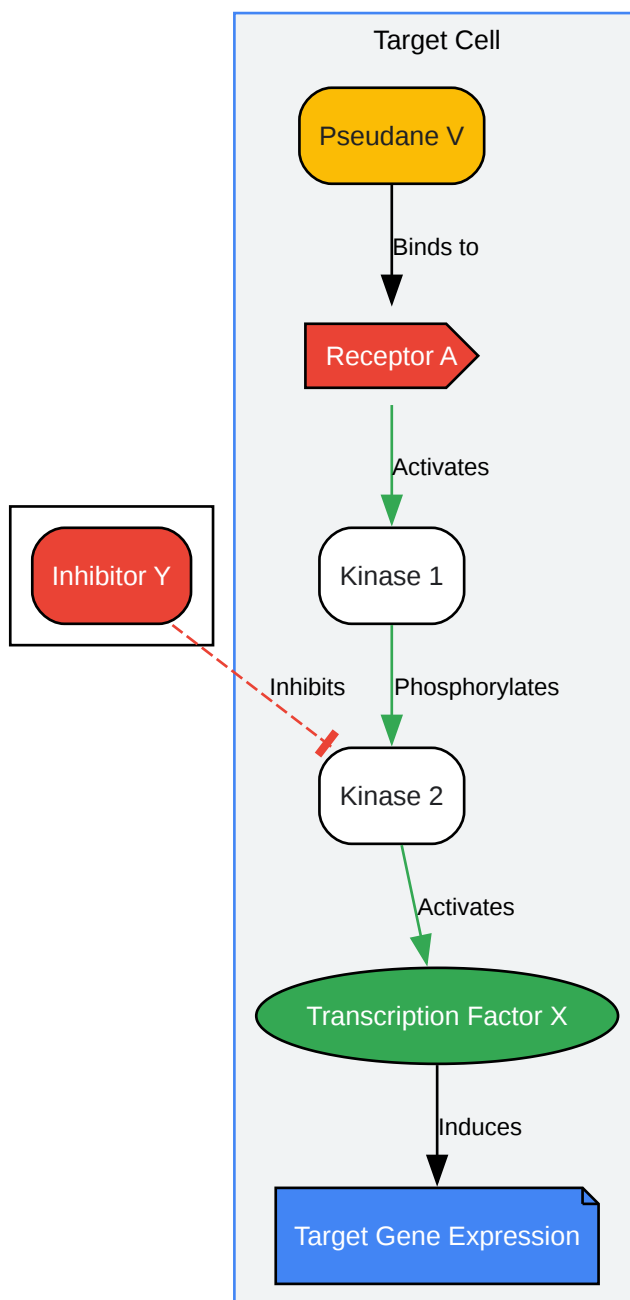 Target Cell
Pseudane V
Binds to
Receptor A
Activates
Inhibitor Y
Kinase 1
Inhibits
Phosphorylates
Kinase 2
Activates
Transcription Factor X
Induces
Target Gene Expression